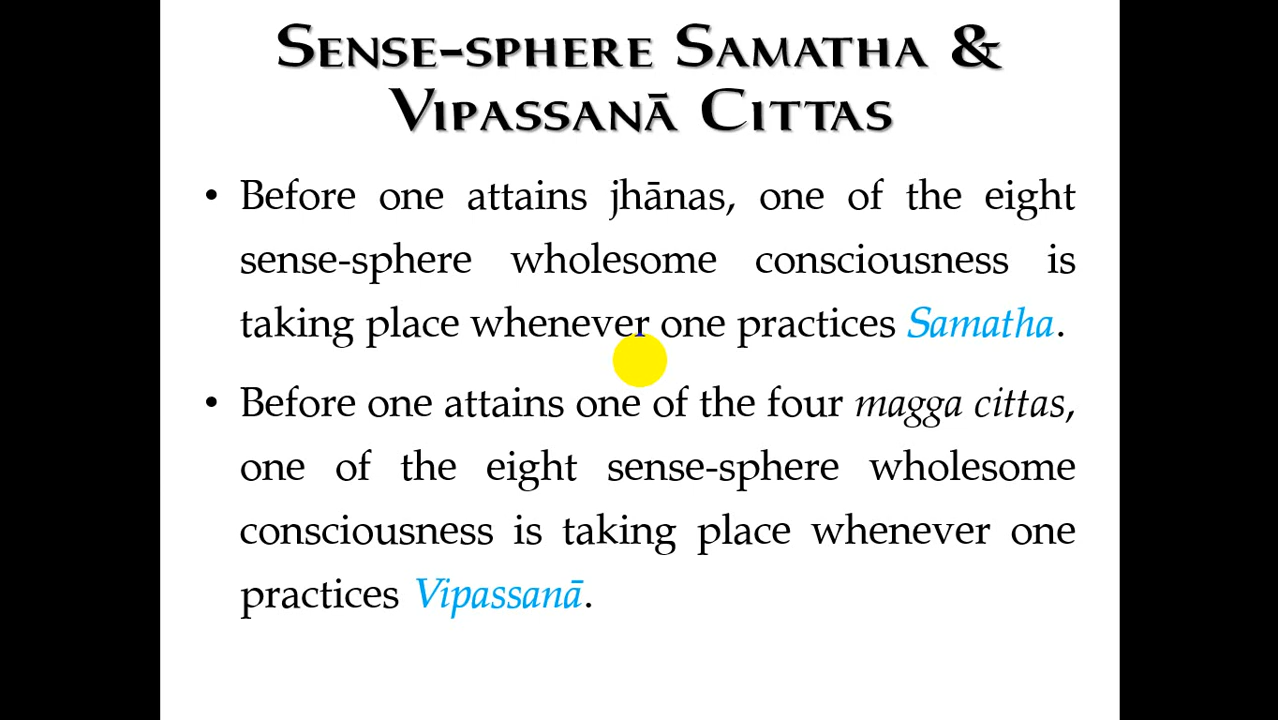 Sense-sphere Samatha &
Vipassanā Cittas
• Before one attains jhānas, one of the eight
sense-sphere wholesome consciousness is
taking place whenever one practices Samatha.
• Before one attains one of the four magga cittas,
one of the eight sense-sphere wholesome
consciousness is taking place whenever one
practices Vipassanā.